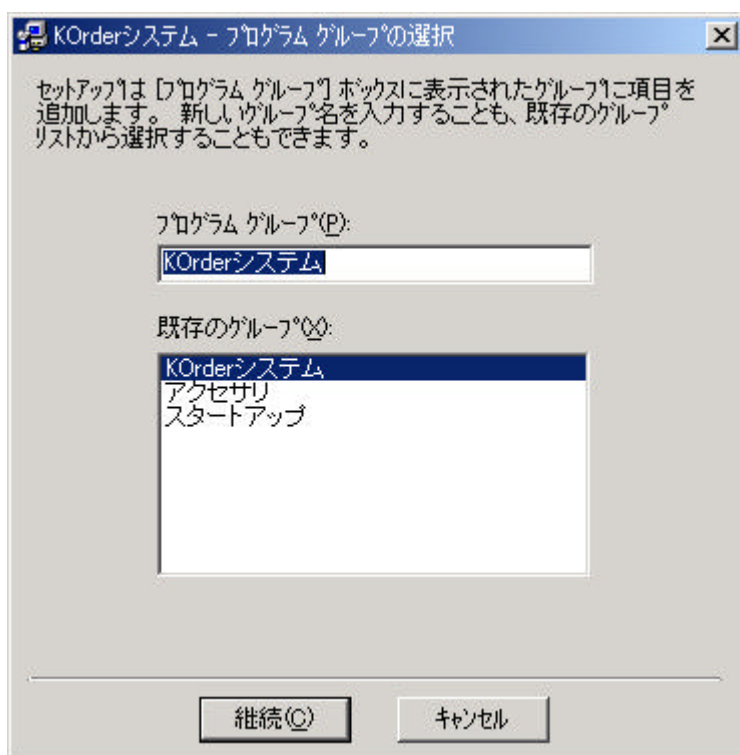 KOrderシステム - プログラム グループの選択
セットアップは [プログラム グループ] ボックスに表示されたグループに項目を
追加します。 新しいグループ名を入力することも、既存のグループ
リストから選択することもできます。
プログラム グループ(P):
KOrderシステム
既存のグループ(X):
KOrderシステム
アクセサリ
スタートアップ
継続(C)
キャンセル